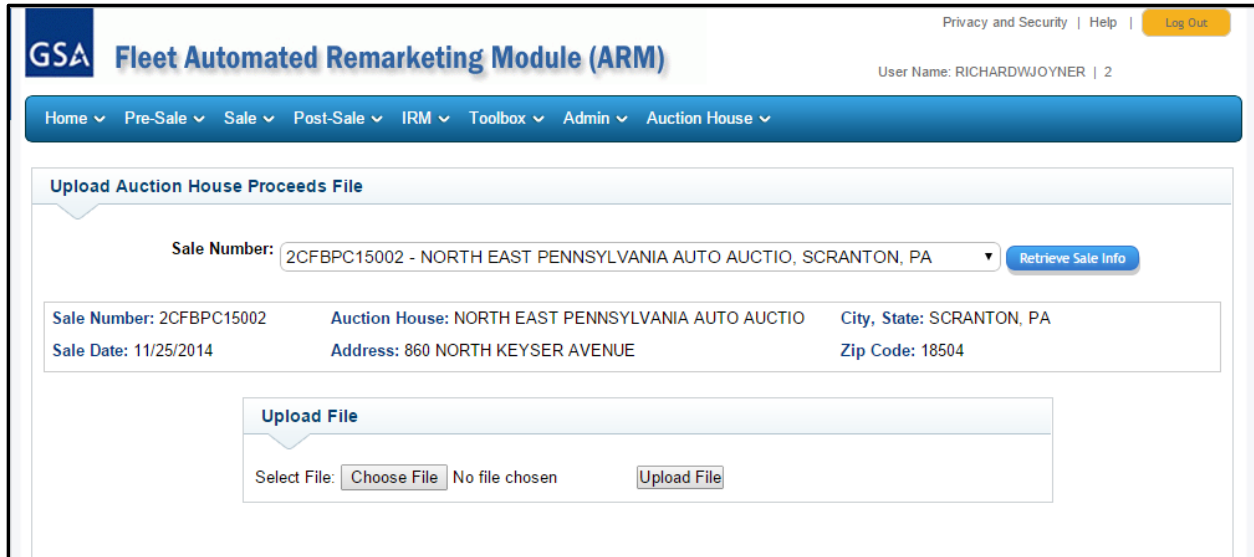 Privacy and Security | Help | Log Out
GSA Fleet Automated Remarketing Module (ARM)
User Name: RICHARDWJOYNER | 2
Home Pre-Sale Sale Post-Sale IRM Toolbox Admin Auction House
Upload Auction House Proceeds File
Sale Number: 2CFBPC15002 - NORTH EAST PENNSYLVANIA AUTO AUCTIO, SCRANTON, PA Retrieve Sale Info
Sale Number: 2CFBPC15002 Auction House: NORTH EAST PENNSYLVANIA AUTO AUCTIO City, State: SCRANTON, PA
Sale Date: 11/25/2014 Address: 860 NORTH KEYSER AVENUE Zip Code: 18504
Upload File
Select File: Choose File No file chosen Upload File